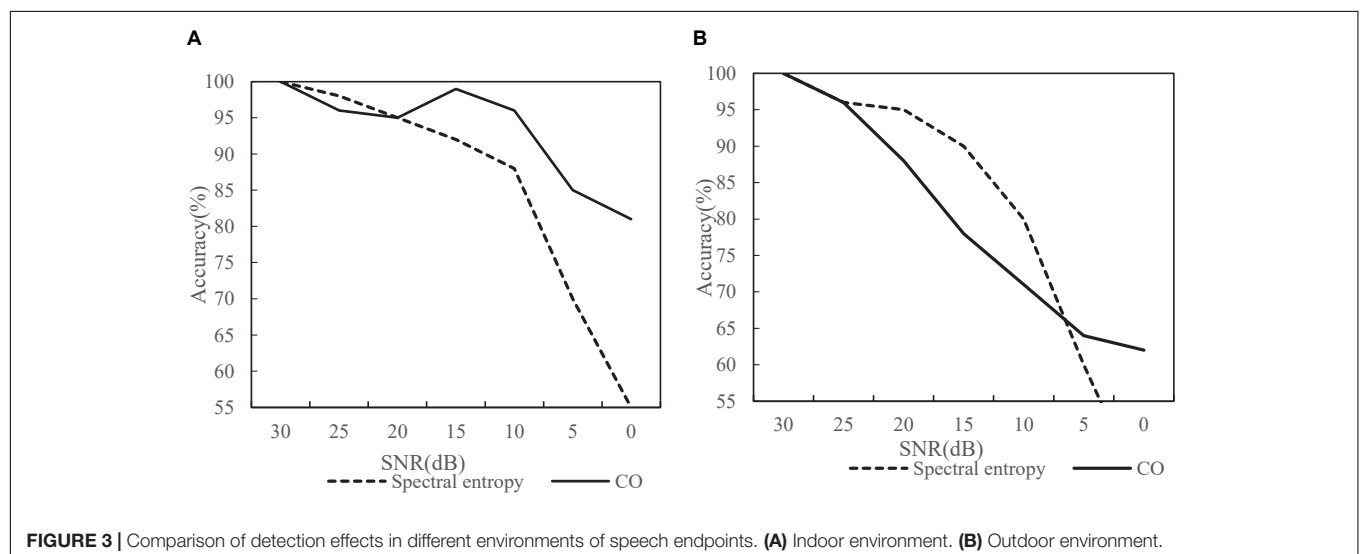 A
100
95
90
85
80
75
70
65
60
55
Accuracy(%)
30 25 20 15 10 5 0
SNR(dB)
Spectral entropy CO
B
100
95
90
85
80
75
70
65
60
55
Accuracy(%)
30 25 20 15 10 5 0
SNR(dB)
Spectral entropy CO
FIGURE 3 | Comparison of detection effects in different environments of speech endpoints. (A) Indoor environment. (B) Outdoor environment.